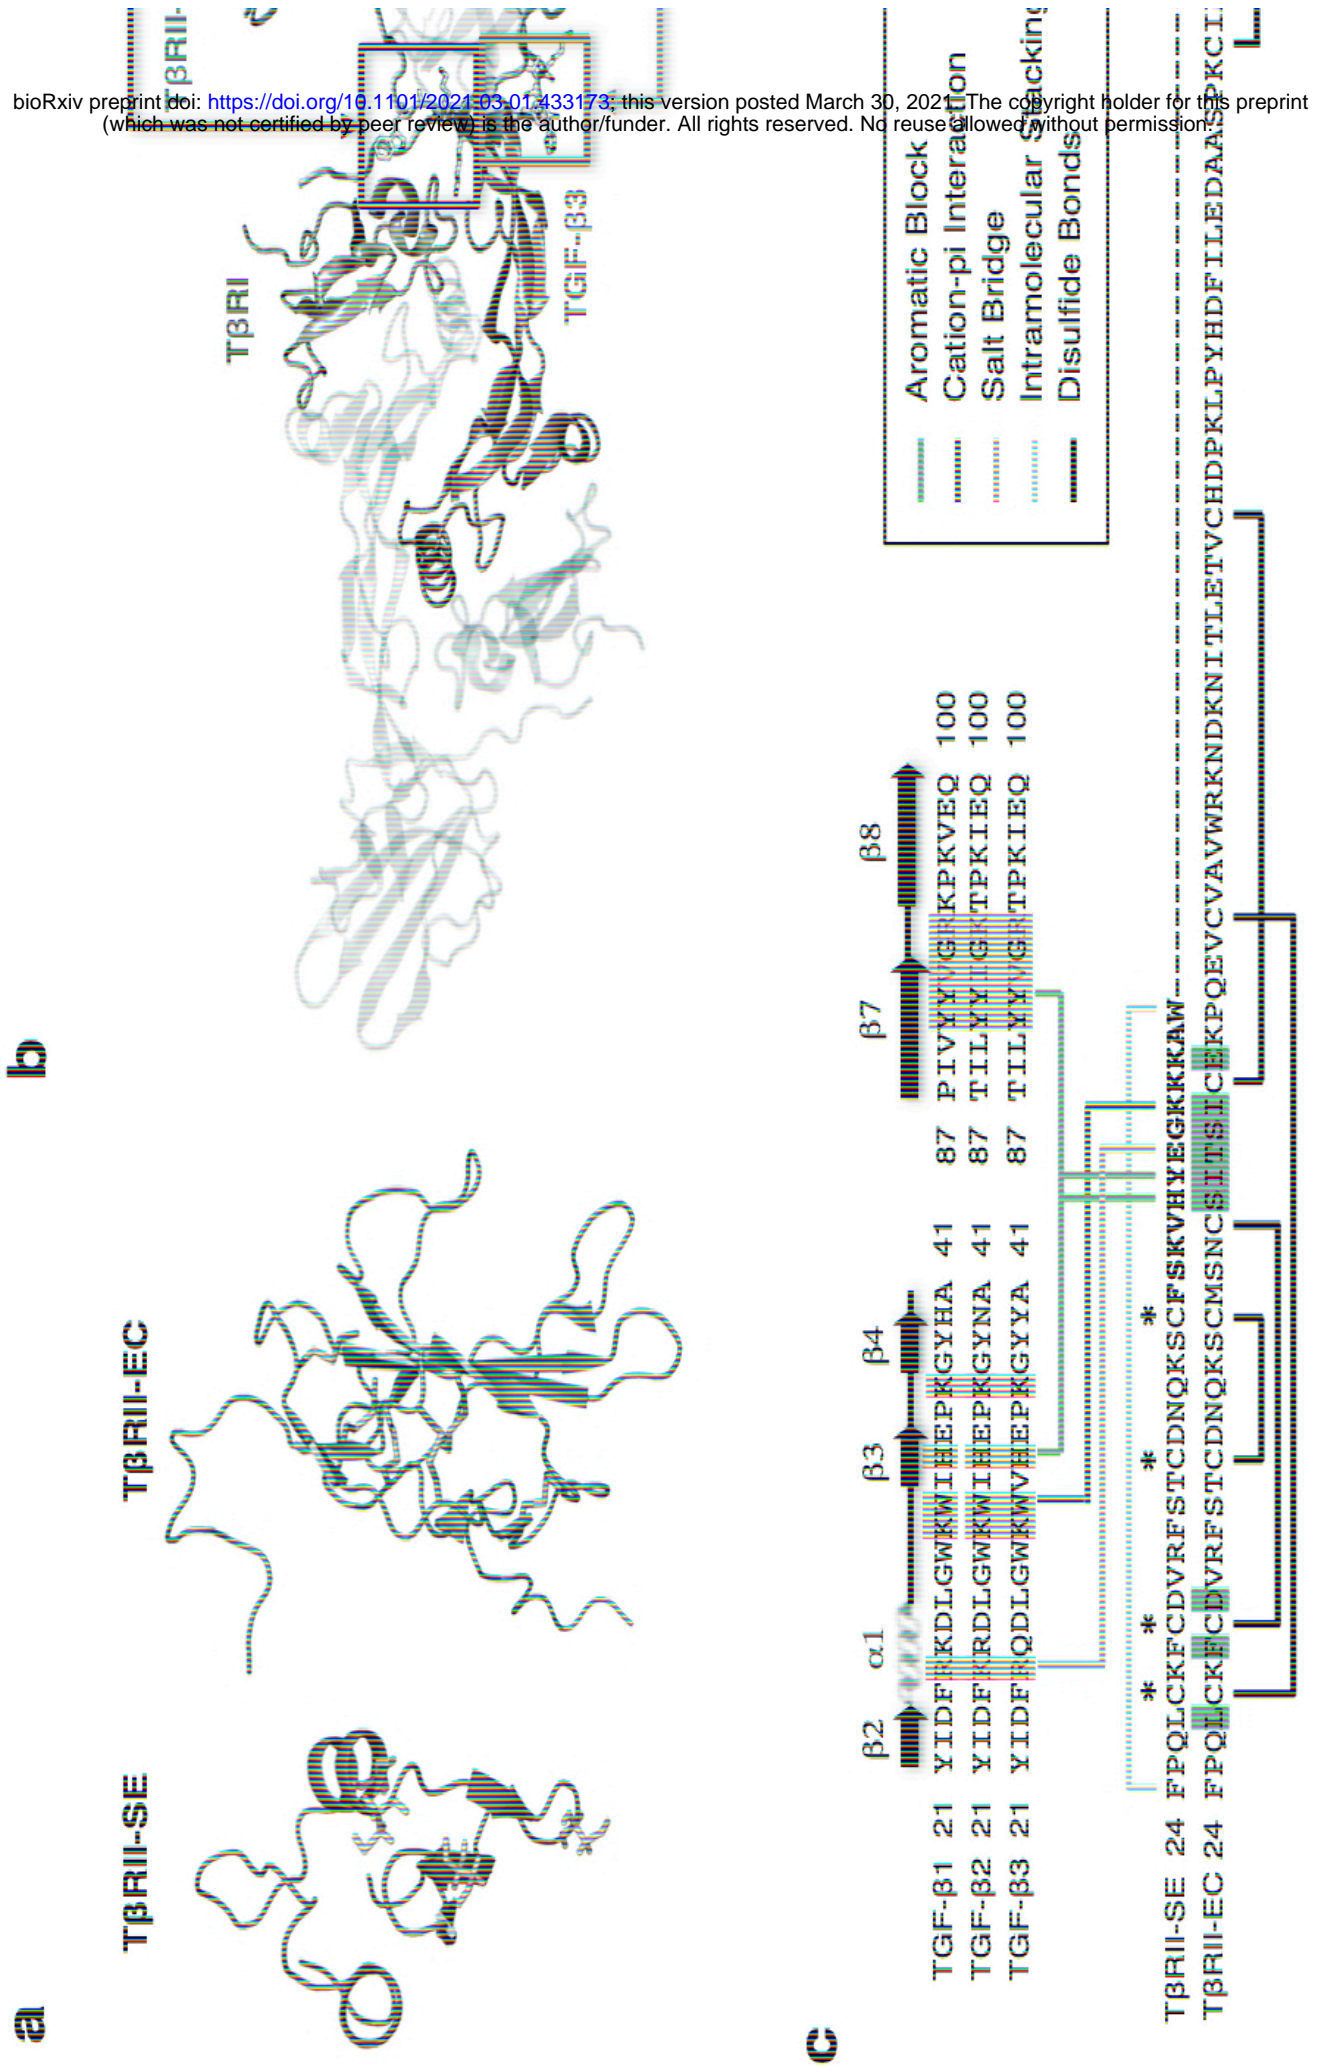 bioRxiv preprint doi: https://doi.org/10.1101/2021.03.01.433173; this version posted March 30, 2021. The copyright holder for this preprint
(which was not certified by peer review) is the author/funder. All rights reserved. No reuse allowed without permission.
a
TβRII-SE
TβRII-EC
b
TβRII-
TβRI
TGF-β3
c
β2 α1 β3 β4 β7 β8
TGF-β1 21 YIDFRKDLGWKWIHEPKGYHA 41 87 PIVYYVGRKPKVEQ 100
TGF-β2 21 YIDFKRDLGWKWIHEPKGYNA 41 87 TILYYIGKTPKIEQ 100
TGF-β3 21 YIDFRQDLGWKWVHEPKGYYA 41 87 TILYYVGRTPKIEQ 100
Aromatic Block
Cation-pi Interaction
Salt Bridge
Intramolecular Stacking
Disulfide Bonds
* * * *
TβRII-SE 24 FPQLCKFCDVRFSTCDNQKSCFSKVHYEGKKKAW
TβRII-EC 24 FPQLCKFCDVRFSTCDNQKSCMSNCSITSICEKPQEVCVAVWRKNDKNITLETVCHDPKLPYHDFILEDAASPKCI